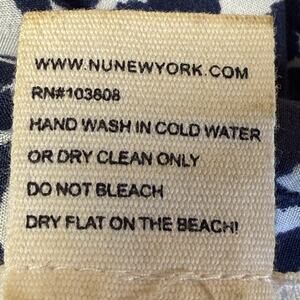 WWW.NUNEWYORK.COM
RN#103608
HAND WASH IN COLD WATER
OR DRY CLEAN ONLY
DO NOT BLEACH
DRY FLAT ON THE BEACH!